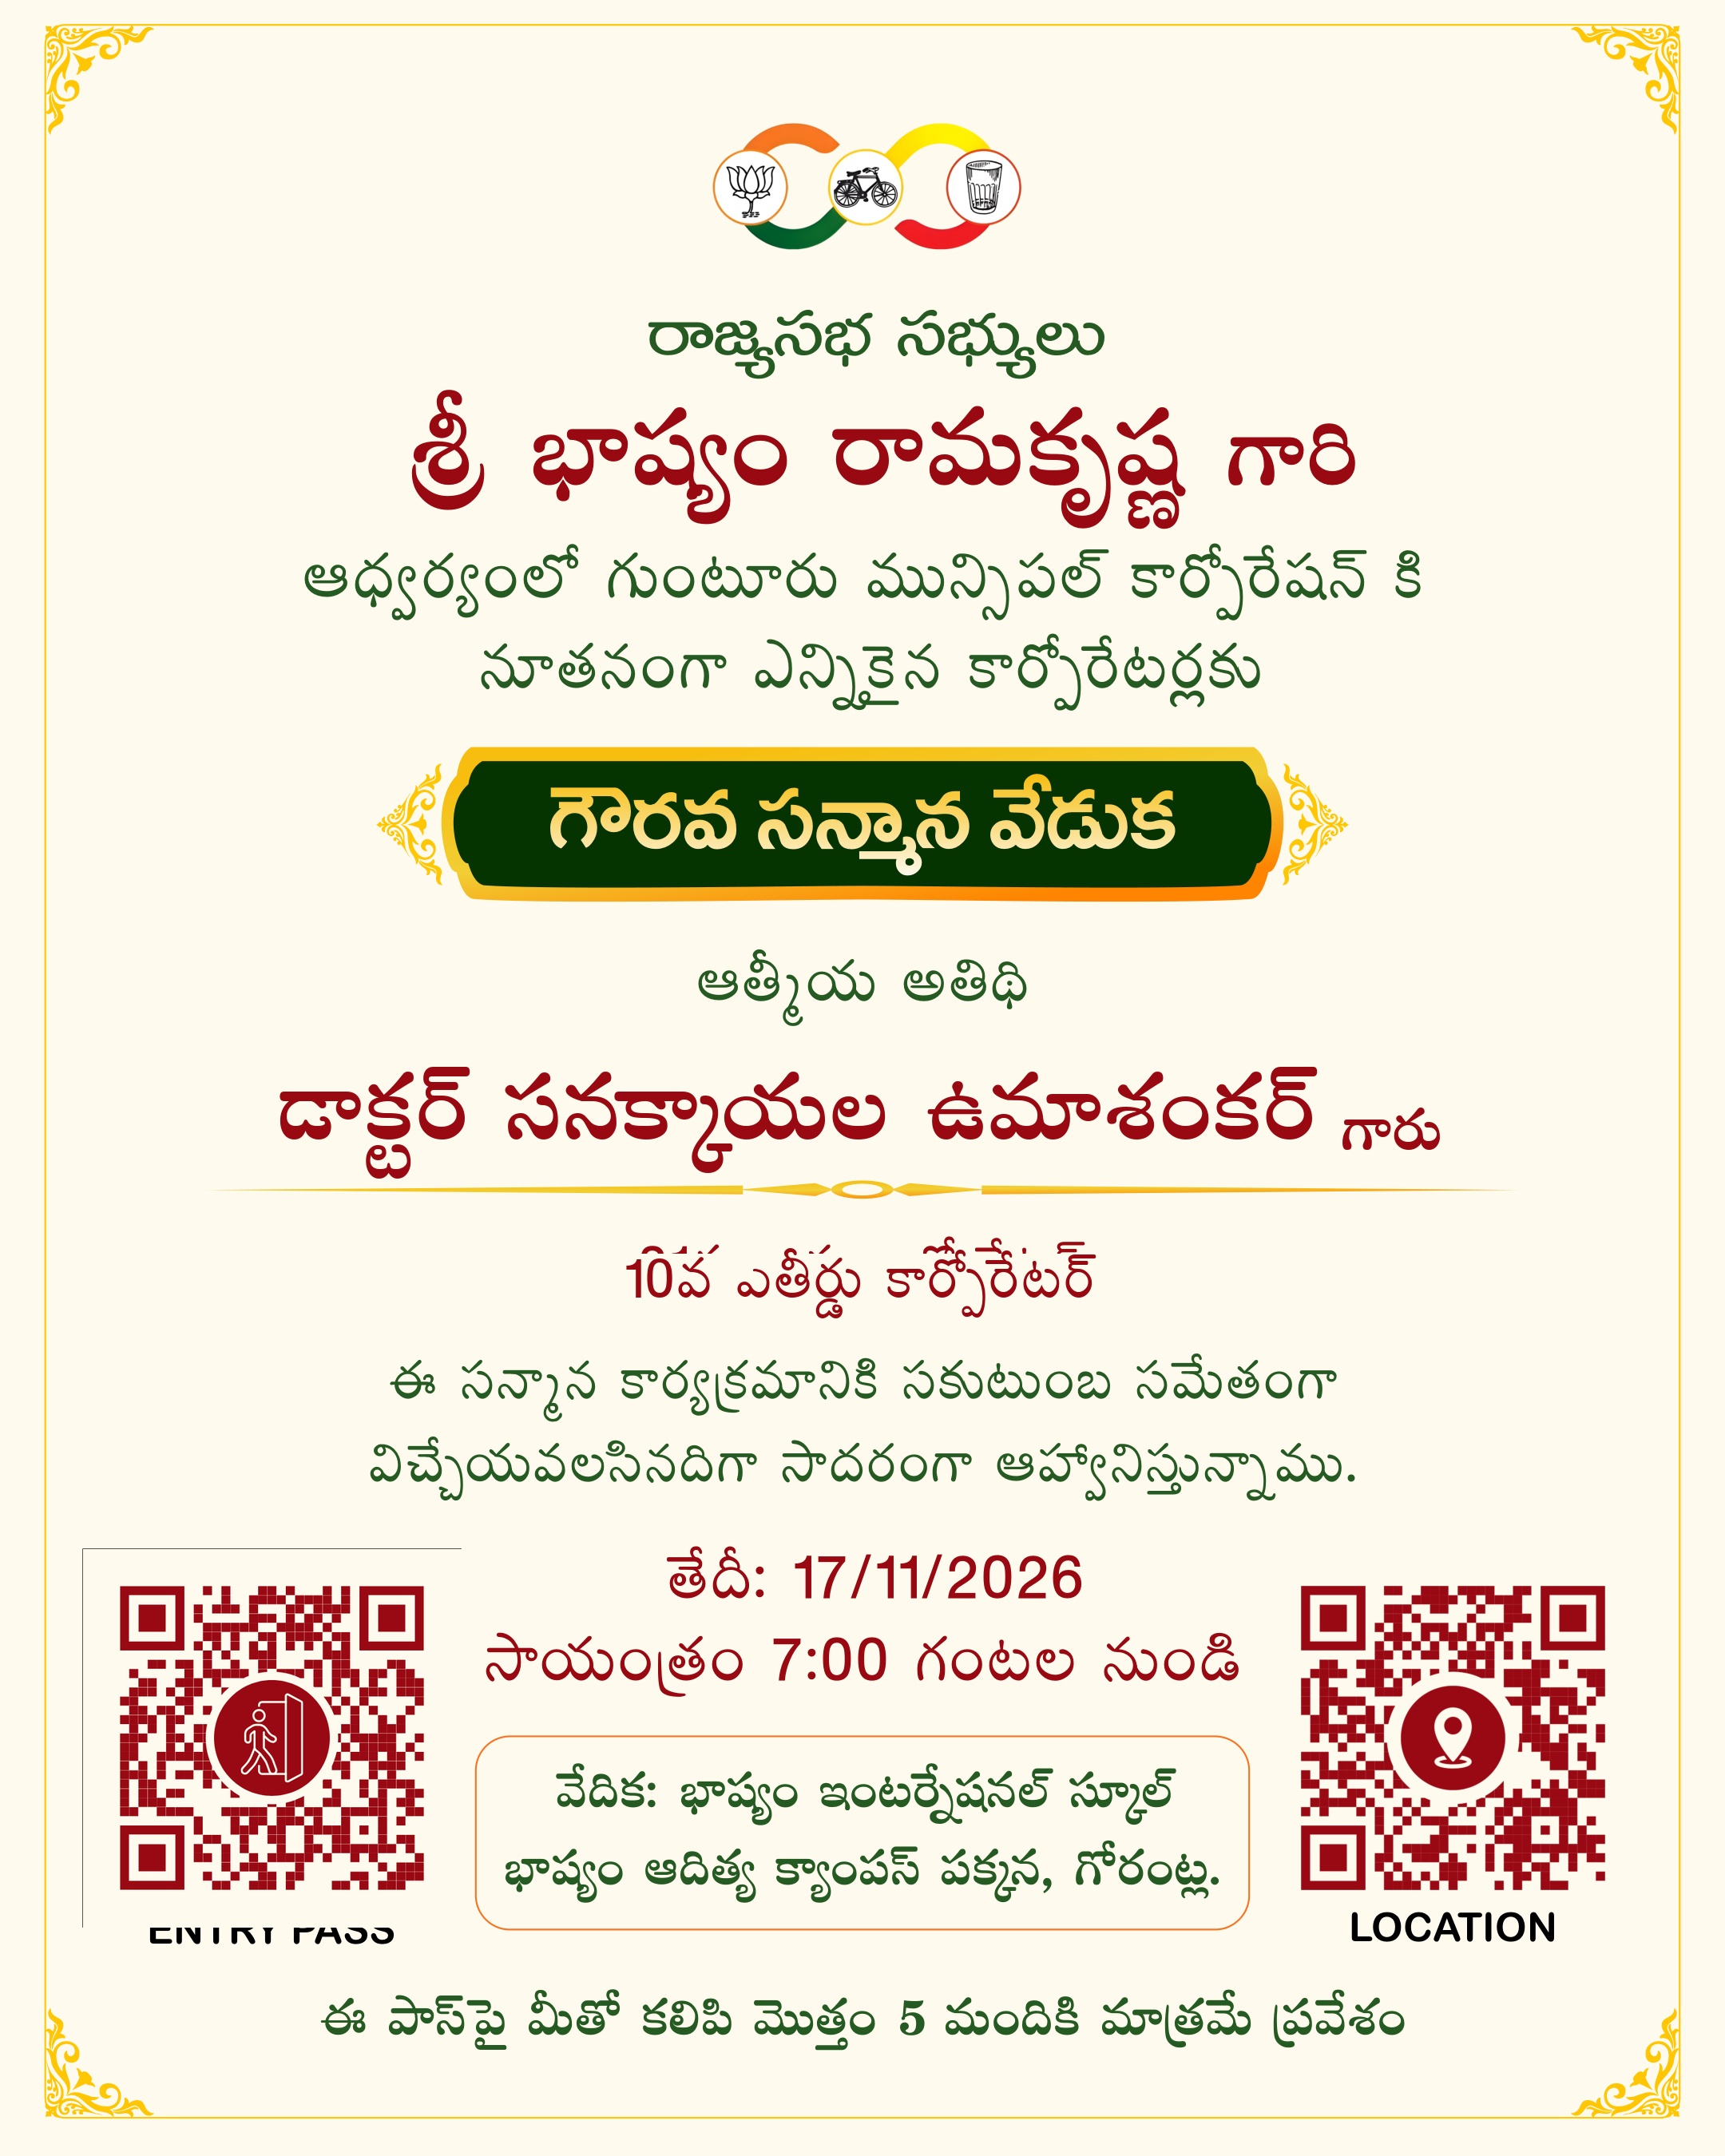 రాజ్యసభ సభ్యులు
శ్రీ భాష్యం రామకృష్ణ గారి
ఆధ్వర్యంలో గుంటూరు మున్సిపల్ కార్పోరేషన్ కి
నూతనంగా ఎన్నికైన కార్పోరేటర్లకు
గౌరవ సన్మాన వేడుక
ఆత్మీయ అతిథి
డాక్టర్ సనక్కాయల ఉమాశంకర్ గారు
10వ కార్పోరేటర్
ఈ సన్మాన కార్యక్రమానికి సకుటుంబ సమేతంగా
విచ్చేయవలసినదిగా సాదరంగా ఆహ్వానిస్తున్నాము.
తేదీ: 17/11/2026
సాయంత్రం 7:00 గంటల నుండి
వేదిక: భాష్యం ఇంటర్నేషనల్ స్కూల్
భాష్యం ఆదిత్య క్యాంపస్ పక్కన, గోరంట్ల.
ENTRY PASS
LOCATION
ఈ పాస్‌పై మీతో కలిపి మొత్తం 5 మందికి మాత్రమే ప్రవేశం